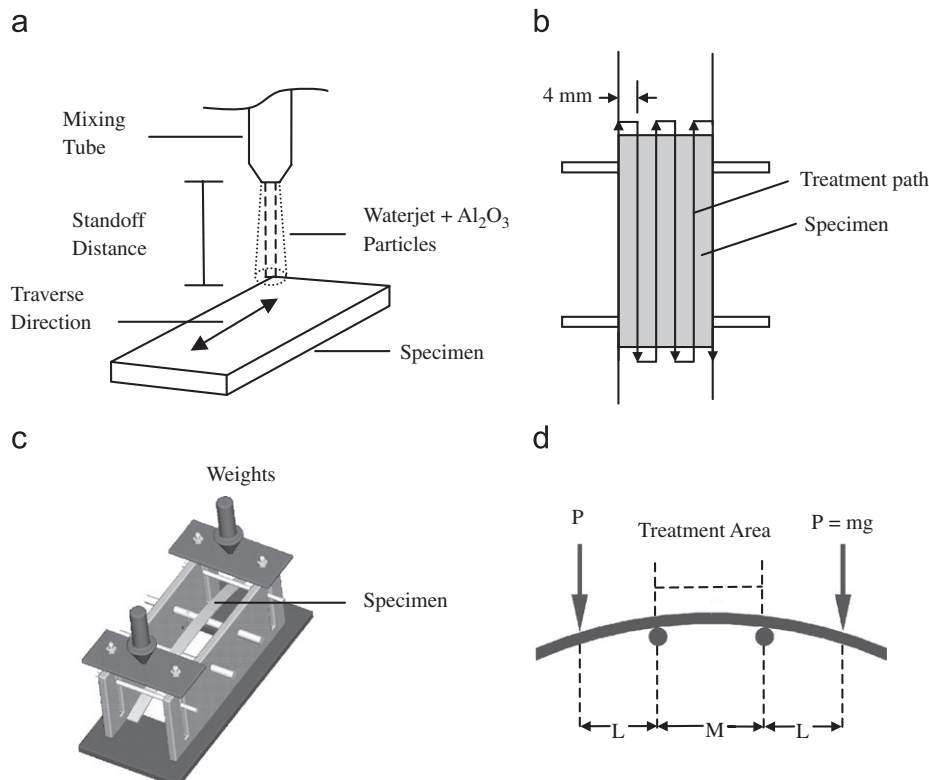 a
Mixing
Tube
Standoff
Distance
Waterjet + Al₂O₃
Particles
Traverse
Direction
Specimen
b
4 mm
Treatment path
Specimen
c
Weights
Specimen
d
P
Treatment Area
P = mg
L
M
L